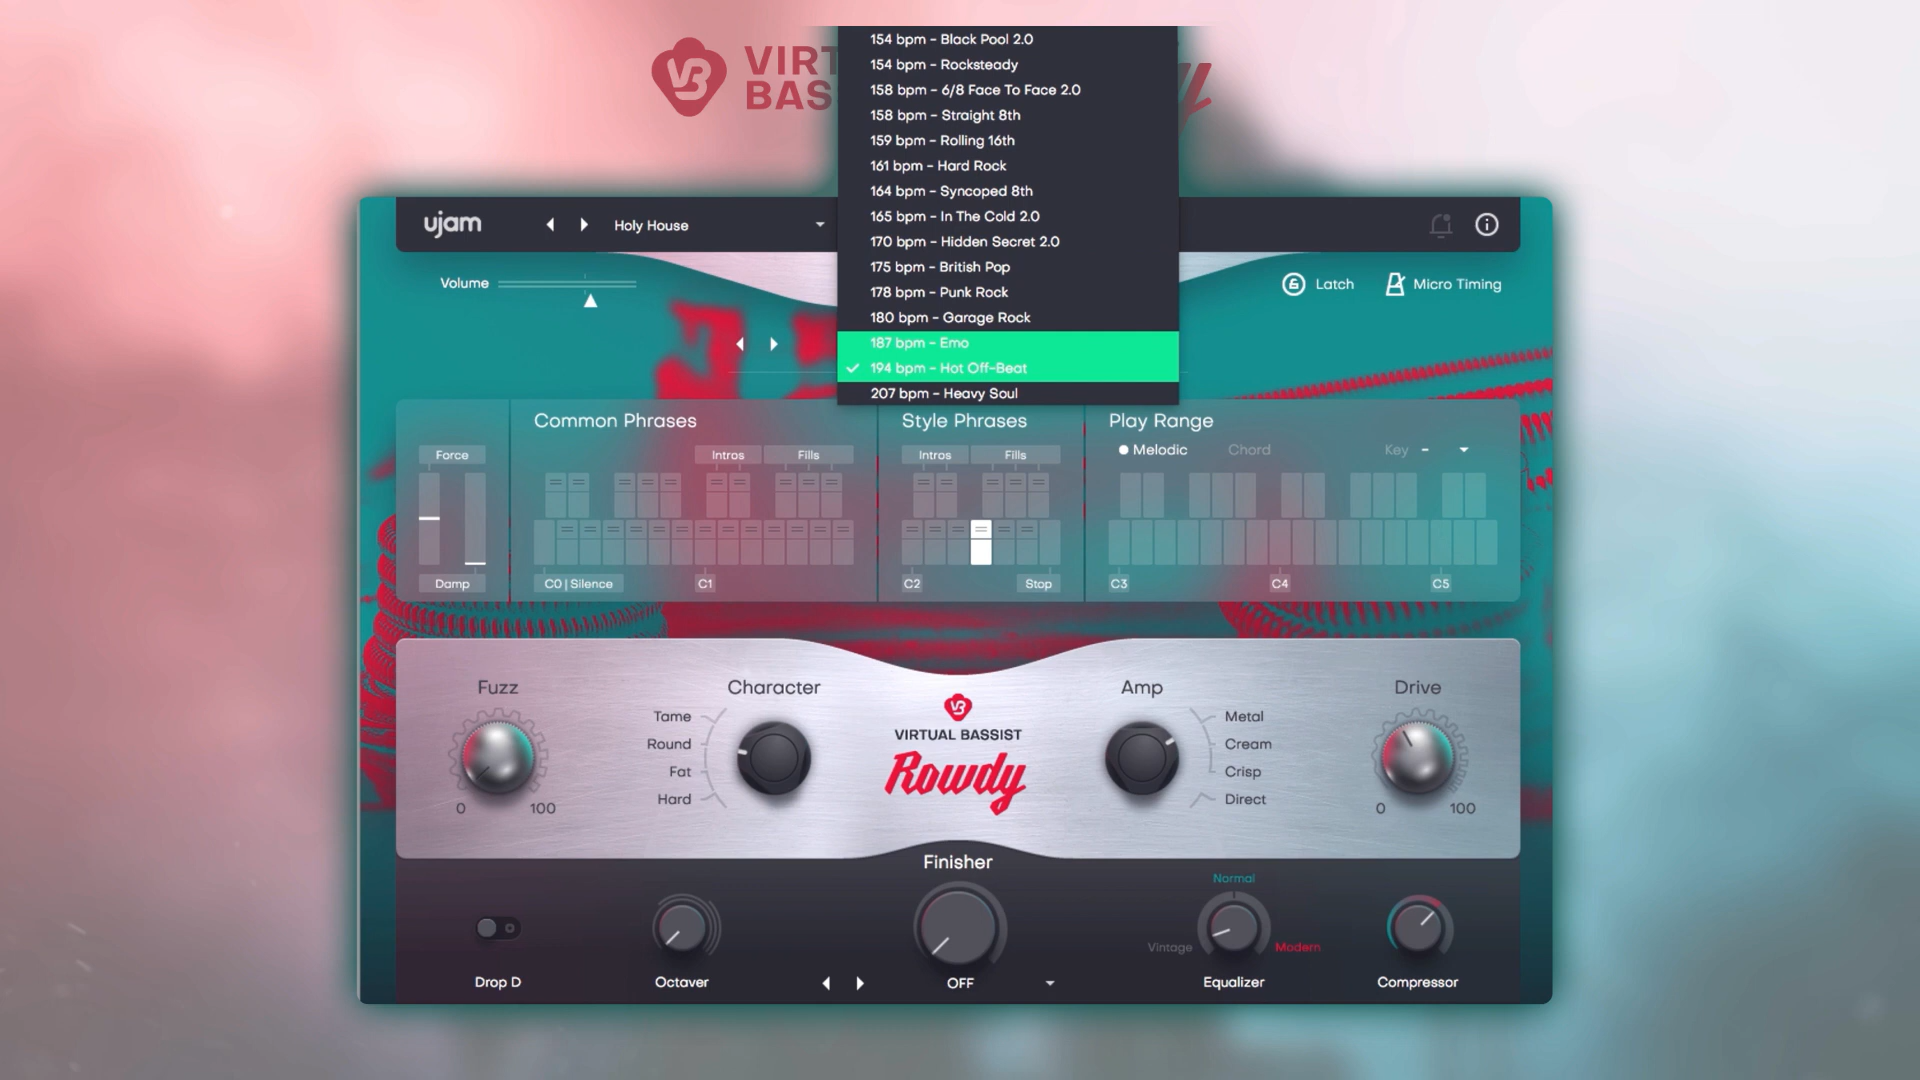 VIRT
BAS
154 bpm - Black Pool 2.0
154 bpm - Rocksteady
158 bpm - 6/8 Face To Face 2.0
158 bpm - Straight 8th
159 bpm - Rolling 16th
161 bpm - Hard Rock
164 bpm - Syncoped 8th
165 bpm - In The Cold 2.0
170 bpm - Hidden Secret 2.0
175 bpm - British Pop
178 bpm - Punk Rock
180 bpm - Garage Rock
187 bpm - Emo
194 bpm - Hot Off-Beat
207 bpm - Heavy Soul
ujam
Holy House
Volume
Latch
Micro Timing
Common Phrases
Style Phrases
Play Range
Force
Intros
Fills
Intros
Fills
Melodic
Chord
Key -
Damp
C0 | Silence
C1
C2
Stop
C3
C4
C5
Fuzz
0
100
Character
Tame
Round
Fat
Hard
VB
VIRTUAL BASSIST
Rowdy
Amp
Metal
Cream
Crisp
Direct
Drive
0
100
Finisher
OFF
Drop D
Octaver
Normal
Vintage
Modern
Equalizer
Compressor